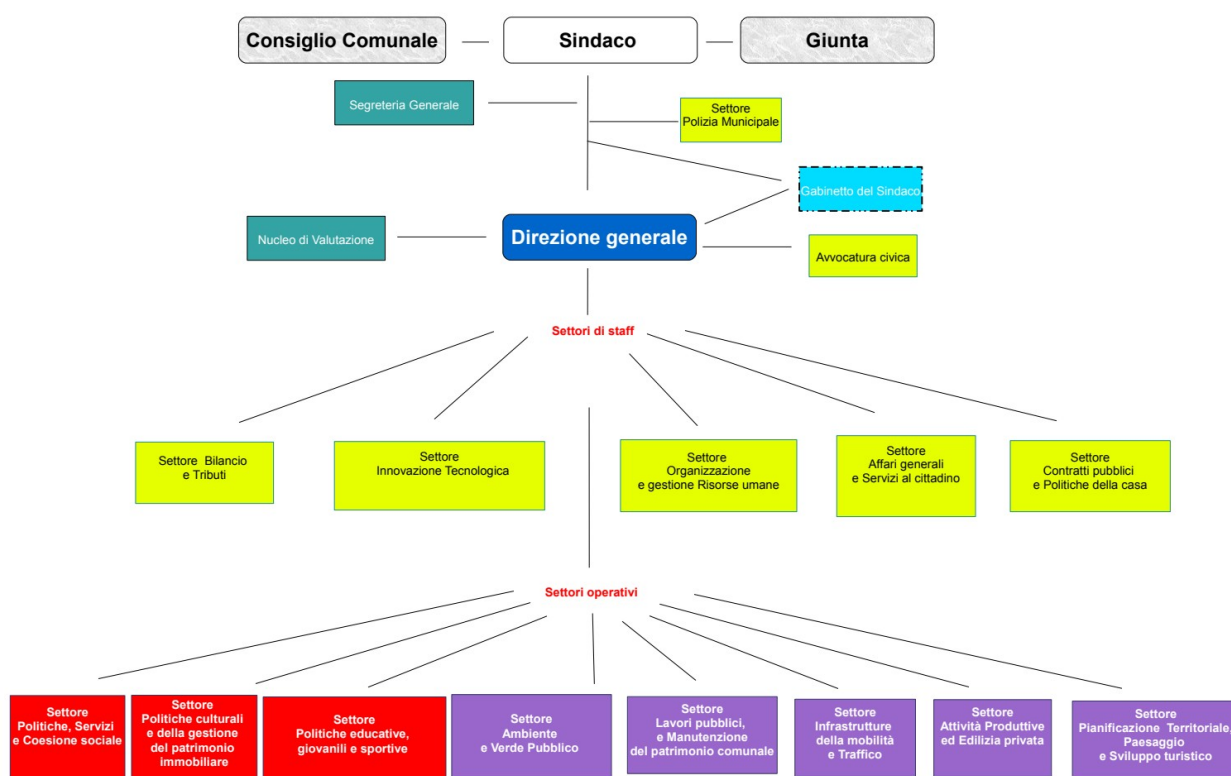 Consiglio Comunale
Sindaco
Giunta
Segreteria Generale
Settore
Polizia Municipale
Gabinetto del Sindaco
Nucleo di Valutazione
Direzione generale
Avvocatura civica
Settori di staff
Settore Bilancio
e Tributi
Settore
Innovazione Tecnologica
Settore
Organizzazione
e gestione Risorse umane
Settore
Affari generali
e Servizi al cittadino
Settore
Contratti pubblici
e Politiche della casa
Settori operativi
Settore
Politiche, Servizi
e Coesione sociale
Settore
Politiche culturali
e della gestione
del patrimonio
immobiliare
Settore
Politiche educative,
giovanili e sportive
Settore
Ambiente
e Verde Pubblico
Settore
Lavori pubblici,
e Manutenzione
del patrimonio comunale
Settore
Infrastrutture
della mobilità
e Traffico
Settore
Attività Produttive
ed Edilizia privata
Settore
Pianificazione Territoriale,
Paesaggio
e Sviluppo turistico